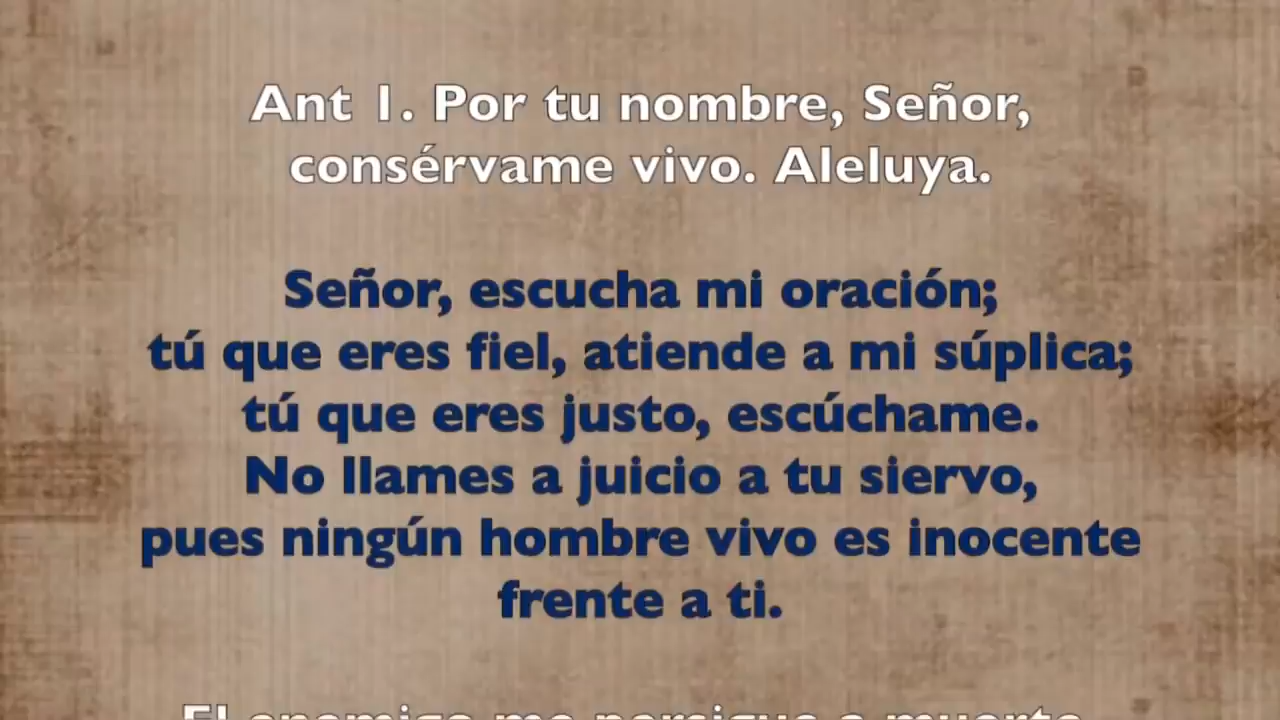 Ant 1. Por tu nombre, Señor,
consérvame vivo. Aleluya.
Señor, escucha mi oración;
tú que eres fiel, atiende a mi súplica;
tú que eres justo, escúchame.
No llames a juicio a tu siervo,
pues ningún hombre vivo es inocente
frente a ti.
El enemigo me persigue a muerte